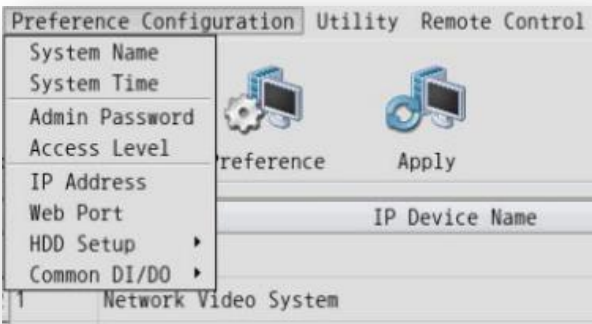 Preference Configuration Utility Remote Control
System Name
System Time
Admin Password
Access Level
reference Apply
IP Address
Web Port
IP Device Name
HDD Setup
Common DI/DO
1 Network Video System